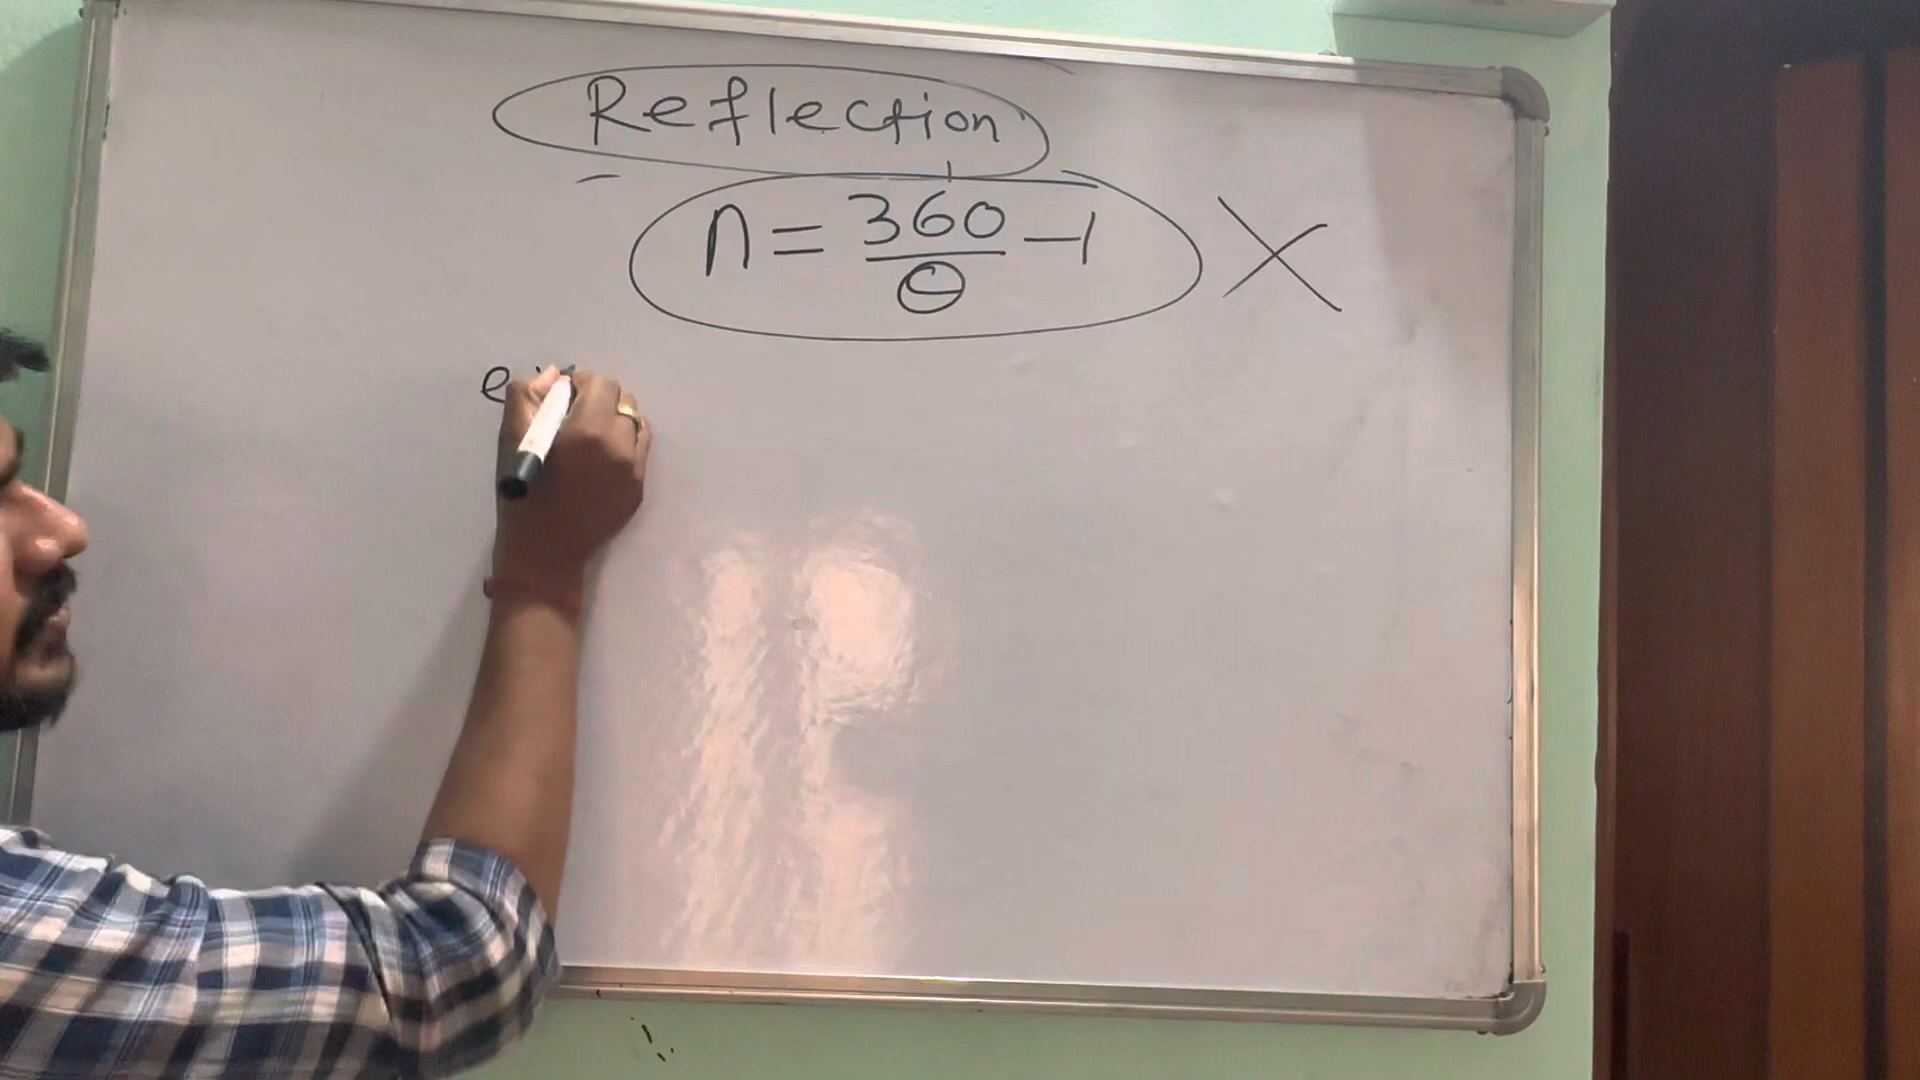 Reflection
n = 360/θ - 1 X
e